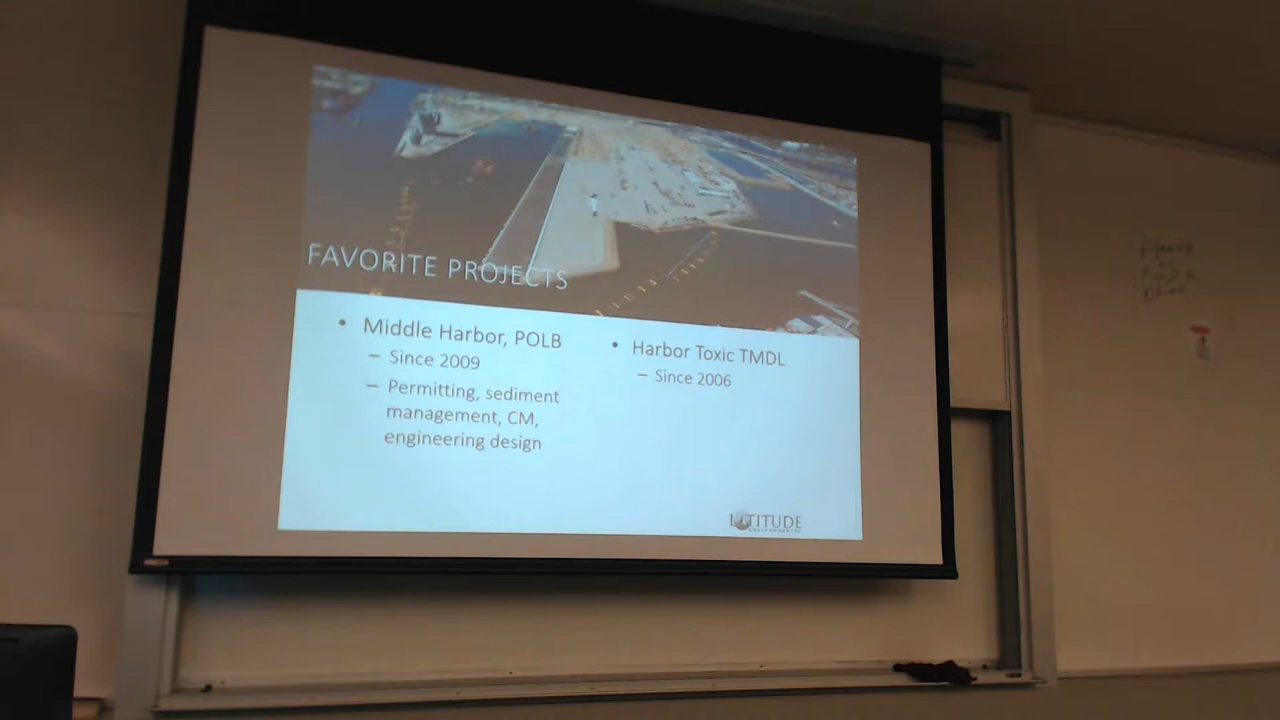 FAVORITE PROJECTS
• Middle Harbor, POLB
– Since 2009
– Permitting, sediment
management, CM,
engineering design
• Harbor Toxic TMDL
– Since 2006
LATITUDE
ENVIRONMENTAL